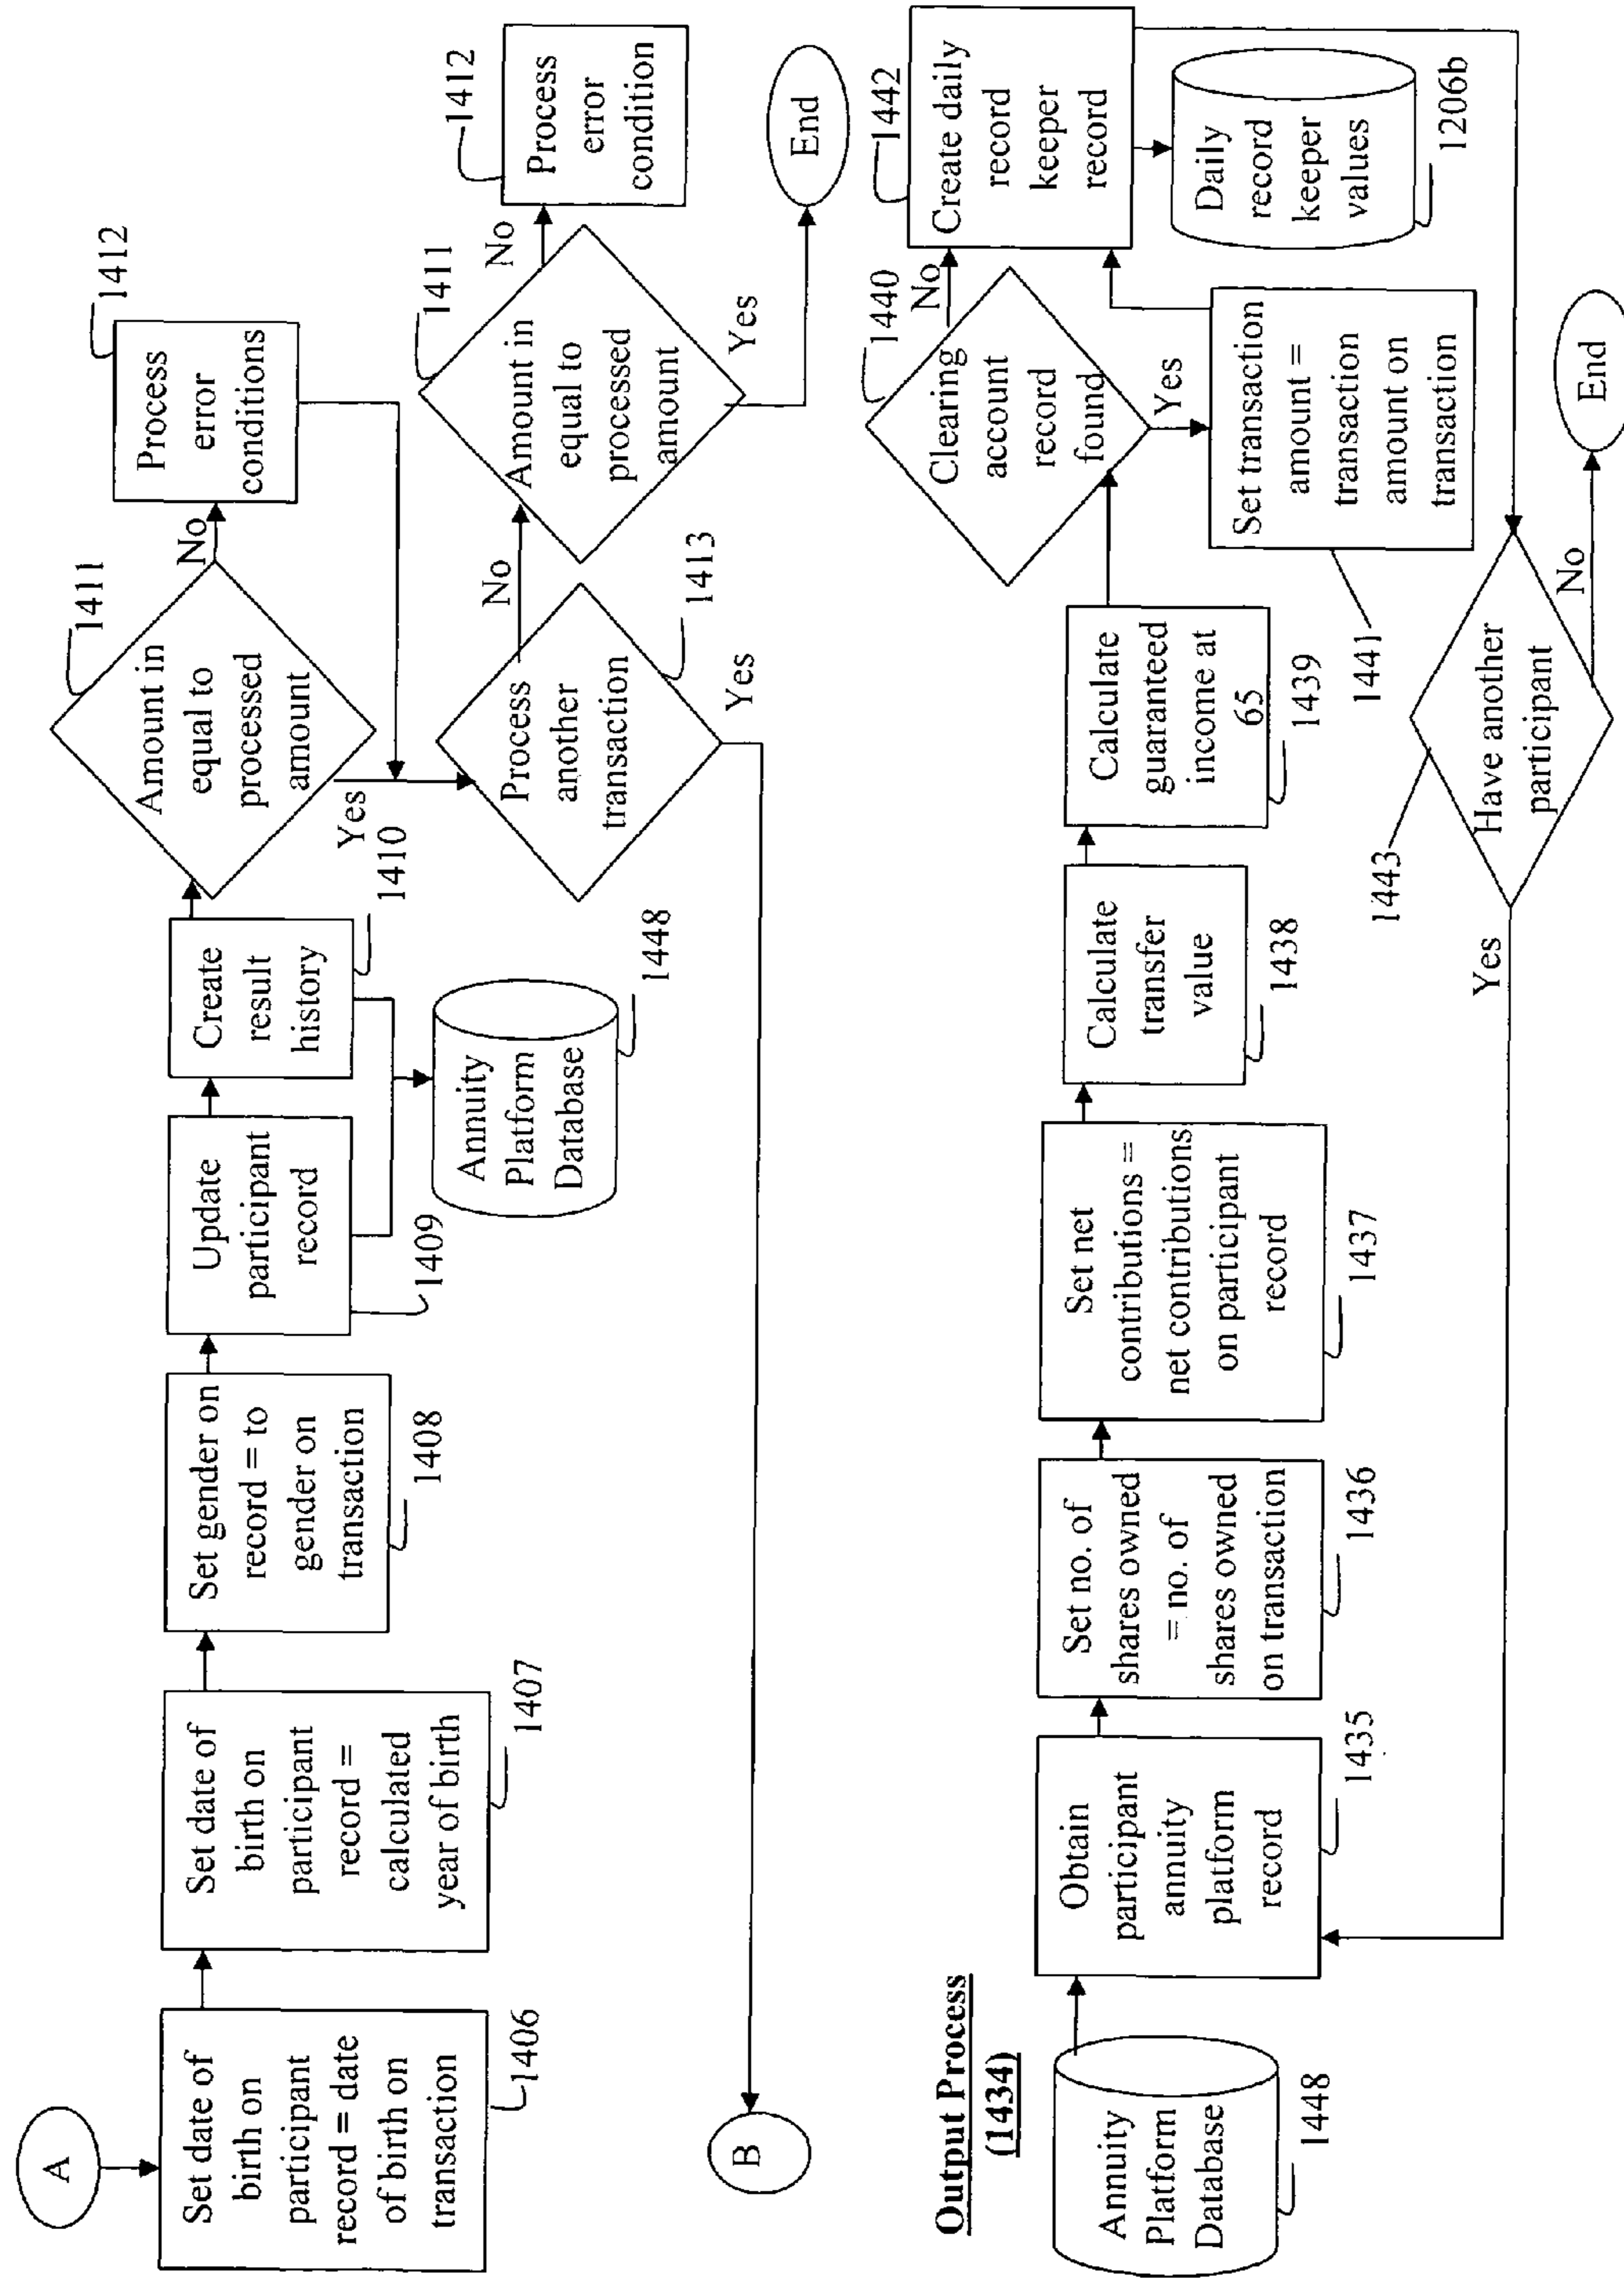 A
Set date of
birth on
participant
record = date
of birth on
transaction
1406
Set date of
birth on
participant
record =
calculated
year of birth
1407
Set gender on
record = to
gender on
transaction
1408
Update
participant
record
1409
Create
result
history
1410
Annuity
Platform
Database
1448
Amount in
equal to
processed
amount
1411
No
Yes
Process
error
conditions
1412
Process
another
transaction
1413
No
Yes
Amount in
equal to
processed
amount
1411
No
Yes
Process
error
condition
1412
End
B
Output Process
(1434)
Annuity
Platform
Database
1448
Obtain
participant
annuity
platform
record
1435
Set no. of
shares owned
= no. of
shares owned
on transaction
1436
Set net
contributions =
net contributions
on participant
record
1437
Calculate
transfer
value
1438
Calculate
guaranteed
income at
65
1439
Clearing
account
record
found
1440
No
Yes
Set transaction
amount =
transaction
amount on
transaction
1441
Create daily
record
keeper
record
1442
Daily
record
keeper
values
1206b
Have another
participant
1443
Yes
No
End